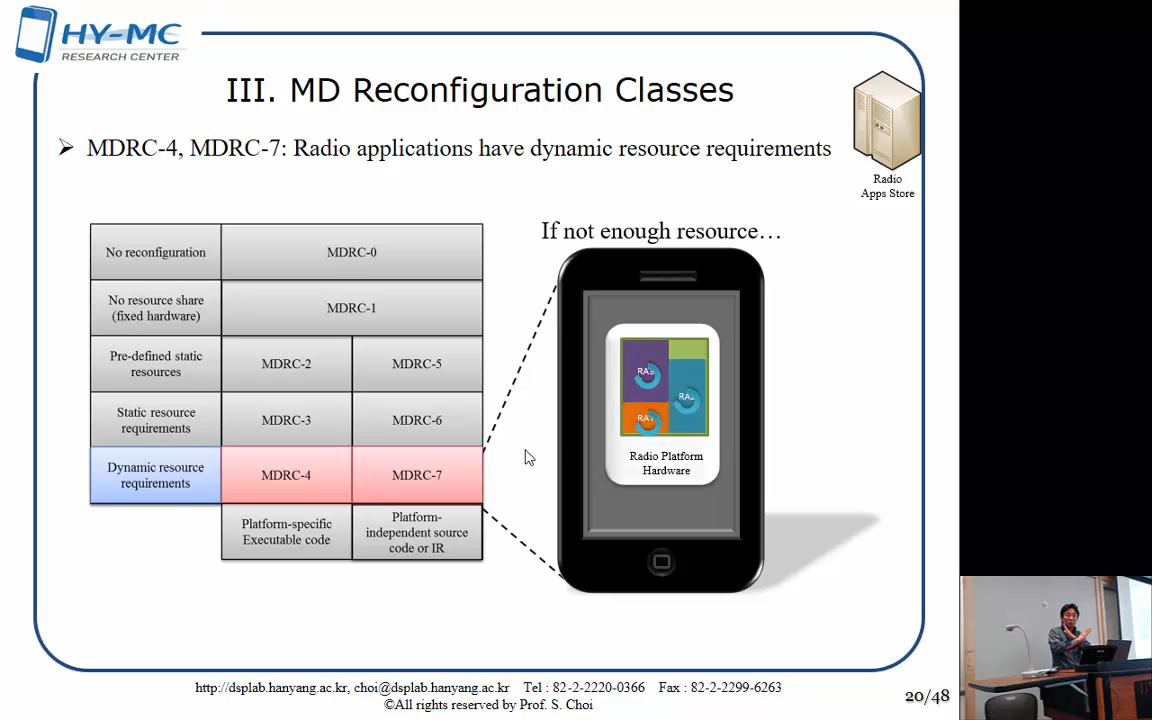 HY-MC
RESEARCH CENTER
III. MD Reconfiguration Classes
MDRC-4, MDRC-7: Radio applications have dynamic resource requirements
Radio
Apps Store
If not enough resource…
No reconfiguration
MDRC-0
No resource share
(fixed hardware)
MDRC-1
Pre-defined static
resources
MDRC-2
MDRC-5
Static resource
requirements
MDRC-3
MDRC-6
Dynamic resource
requirements
MDRC-4
MDRC-7
Platform-specific
Executable code
Platform-
independent source
code or IR
RA3
RA2
RA1
Radio Platform
Hardware
http://dsplab.hanyang.ac.kr, choi@dsplab.hanyang.ac.kr Tel : 82-2-2220-0366 Fax : 82-2-2299-6263
©All rights reserved by Prof. S. Choi
20/48